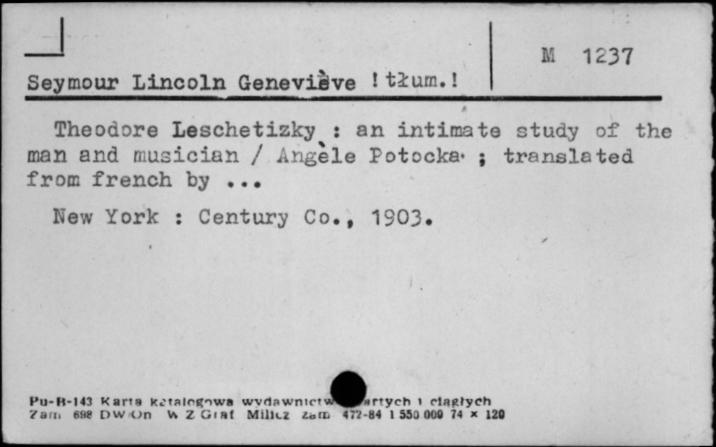 M 1237
Seymour Lincoln Geneviève !tłum.!
Theodore Leschetizky : an intimate study of the
man and musician / Angèle Potocka ; translated
from french by ...
New York : Century Co., 1903.
Pu-B-143 Karta katalogowa wydawnictw artych i ciągłych
Zam 698 DW/On W Z Graf Milicz zam 472-84 1 550 000 74 × 120